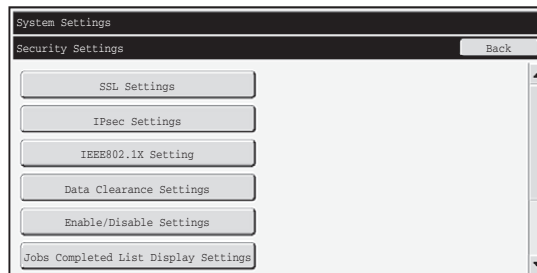 System Settings
Security Settings
Back
SSL Settings
IPsec Settings
IEEE802.1X Setting
Data Clearance Settings
Enable/Disable Settings
Jobs Completed List Display Settings